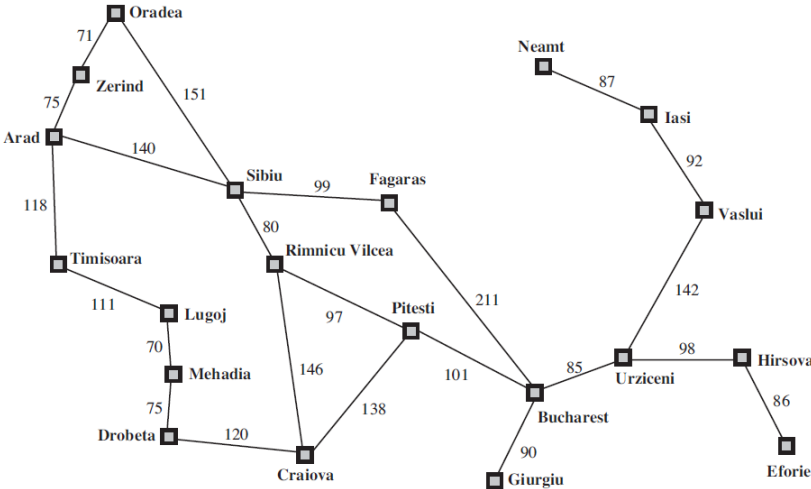 Oradea
71
Neamt
Zerind
87
151
75
Iasi
Arad
140
92
Sibiu
Fagaras
99
118
Vaslui
80
Timisoara
Rimnicu Vilcea
142
111
211
Pitesti
Lugoj
97
70
98
Hirsova
146
85
Mehadia
101
Urziceni
86
138
75
Bucharest
Drobeta
120
90
Craiova
Eforie
Giurgiu